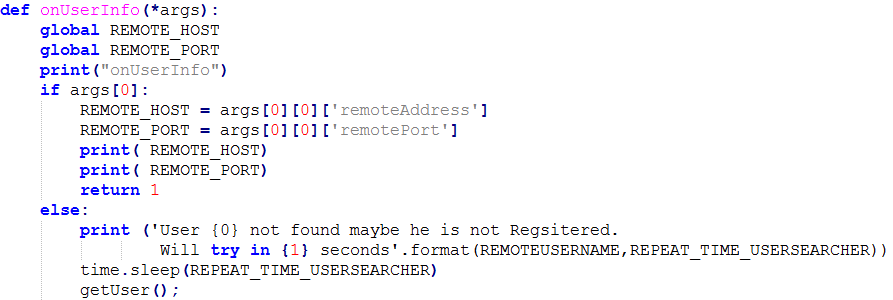 def onUserInfo(*args):
    global REMOTE_HOST
    global REMOTE_PORT
    print("onUserInfo")
    if args[0]:
        REMOTE_HOST = args[0][0]['remoteAddress']
        REMOTE_PORT = args[0][0]['remotePort']
        print( REMOTE_HOST)
        print( REMOTE_PORT)
        return 1
    else:
        print ('User {0} not found maybe he is not Regsitered.
                Will try in {1} seconds'.format(REMOTEUSERNAME,REPEAT_TIME_USERSEARCHER))
        time.sleep(REPEAT_TIME_USERSEARCHER)
        getUser();